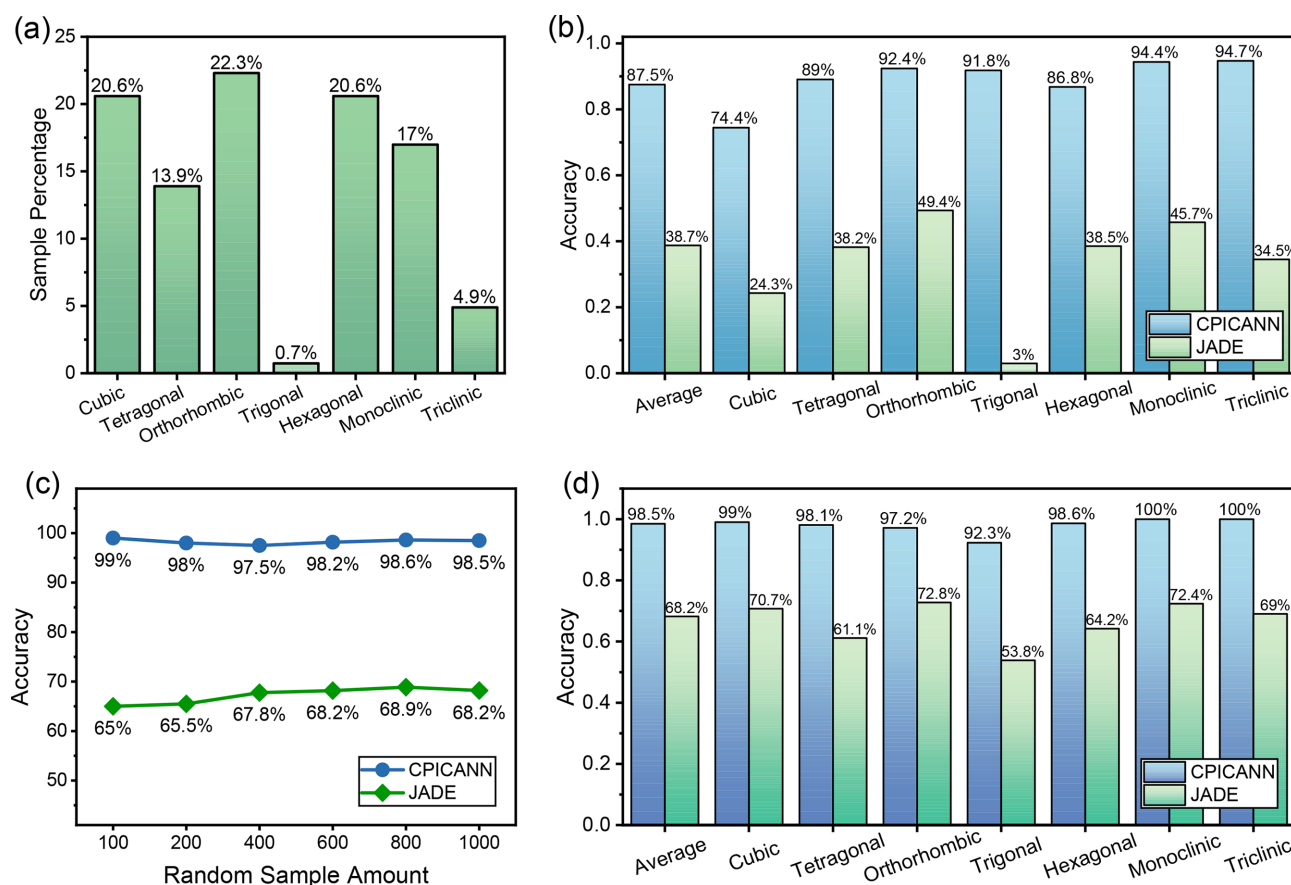 (a)
25
20
15
10
5
0
Sample Percentage
20.6%
13.9%
22.3%
0.7%
20.6%
17%
4.9%
Cubic
Tetragonal
Orthorhombic
Trigonal
Hexagonal
Monoclinic
Triclinic
(b)
1.0
0.8
0.6
0.4
0.2
0.0
Accuracy
87.5%
38.7%
74.4%
24.3%
89%
38.2%
92.4%
49.4%
91.8%
3%
86.8%
38.5%
94.4%
45.7%
94.7%
34.5%
CPICANN
JADE
Average
Cubic
Tetragonal
Orthorhombic
Trigonal
Hexagonal
Monoclinic
Triclinic
(c)
100
90
80
70
60
50
Accuracy
99%
98%
97.5%
98.2%
98.6%
98.5%
65%
65.5%
67.8%
68.2%
68.9%
68.2%
CPICANN
JADE
100
200
400
600
800
1000
Random Sample Amount
(d)
1.0
0.8
0.6
0.4
0.2
0.0
Accuracy
98.5%
68.2%
99%
70.7%
98.1%
61.1%
97.2%
72.8%
92.3%
53.8%
98.6%
64.2%
100%
72.4%
100%
69%
CPICANN
JADE
Average
Cubic
Tetragonal
Orthorhombic
Trigonal
Hexagonal
Monoclinic
Triclinic